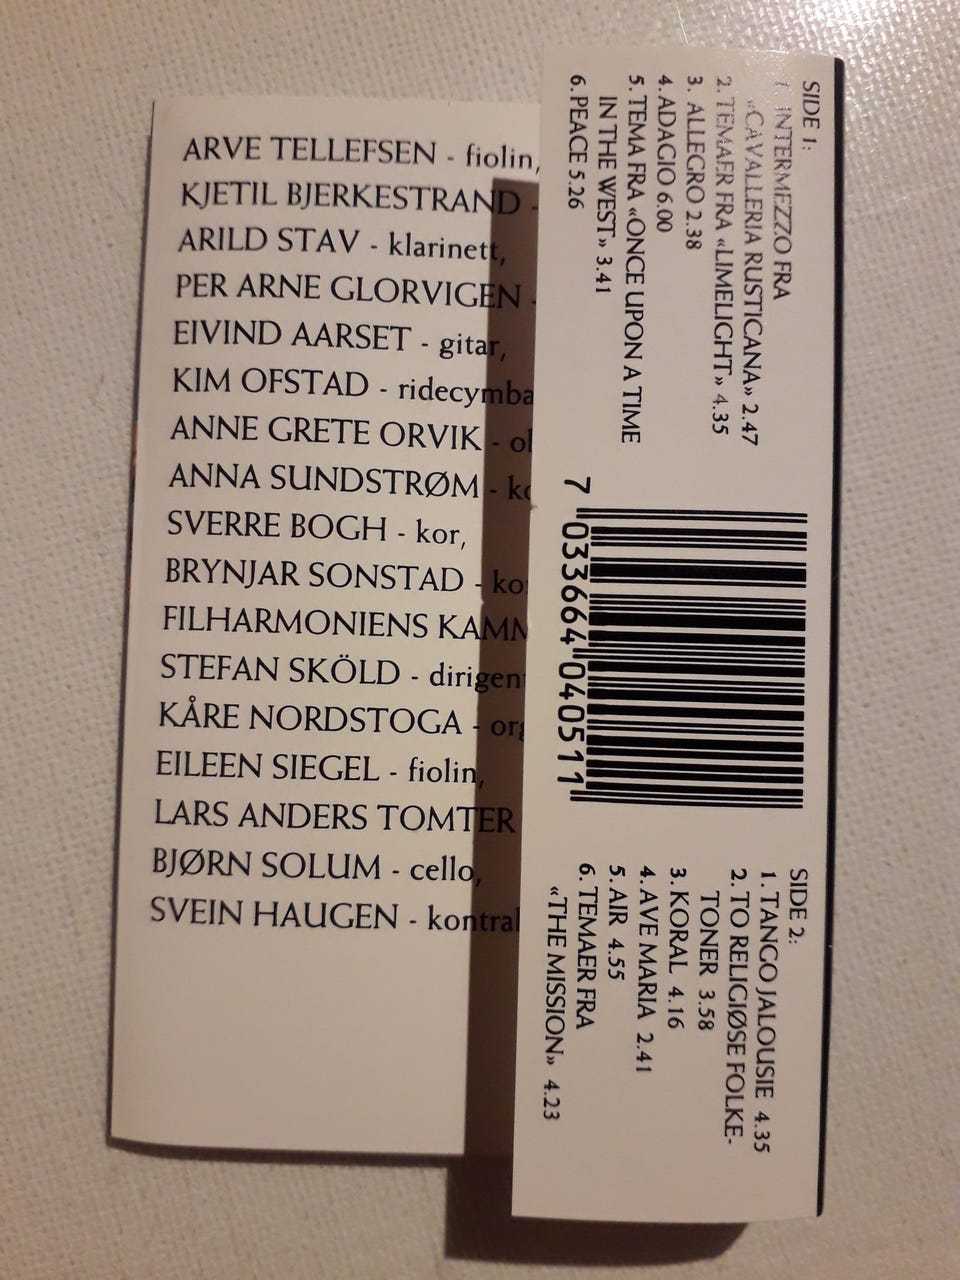 ARVE TELLEFSEN - fiolin,
KJETIL BJERKESTRAND -
ARILD STAV - klarinett,
PER ARNE GLORVIGEN -
EIVIND AARSET - gitar,
KIM OFSTAD - ridecymba
ANNE GRETE ORVIK - o
ANNA SUNDSTRØM - ko
SVERRE BOGH - kor,
BRYNJAR SONSTAD - ko
FILHARMONIENS KAMM
STEFAN SKÖLD - dirigen
KÅRE NORDSTOGA - org
EILEEN SIEGEL - fiolin,
LARS ANDERS TOMTER
BJØRN SOLUM - cello,
SVEIN HAUGEN - kontra
SIDE 1:
1. INTERMEZZO FRA
«CAVALLERIA RUSTICANA» 2.47
2. TEMAER FRA «LIMELIGHT» 4.35
3. ALLEGRO 2.38
4. ADAGIO 6.00
5. TEMA FRA «ONCE UPON A TIME
IN THE WEST» 3.41
6. PEACE 5.26
7 033664 040511
SIDE 2:
1. TANGO JALOUSIE 4.35
2. TO RELIGIØSE FOLKE-
TONER 3.58
3. KORAL 4.16
4. AVE MARIA 2.41
5. AIR 4.55
6. TEMAER FRA
«THE MISSION» 4.23